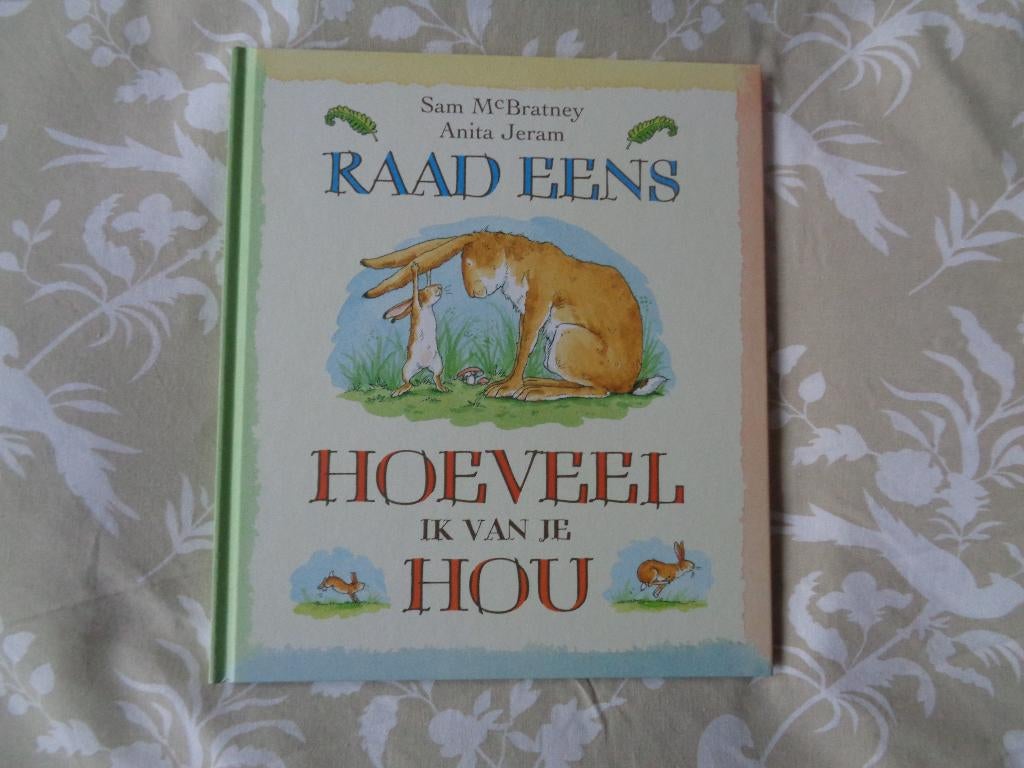 Sam McBratney
Anita Jeram
RAAD EENS
HOEVEEL
IK VAN JE
HOU